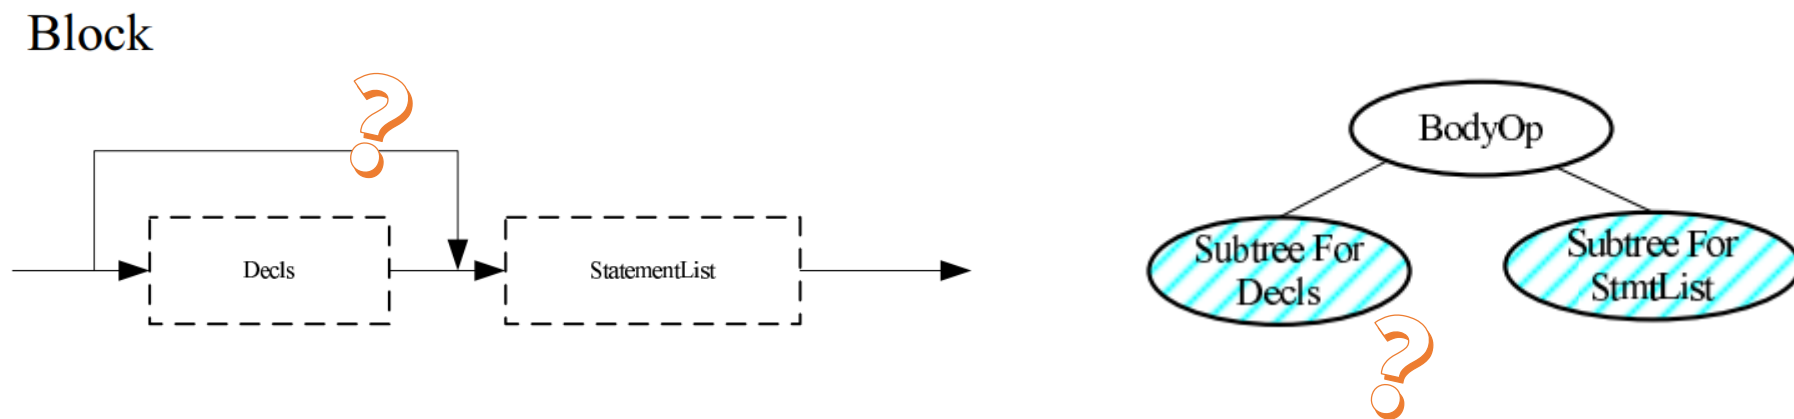 Block
?
Decls
StatementList
BodyOp
Subtree For
Decls
Subtree For
StmtList
?